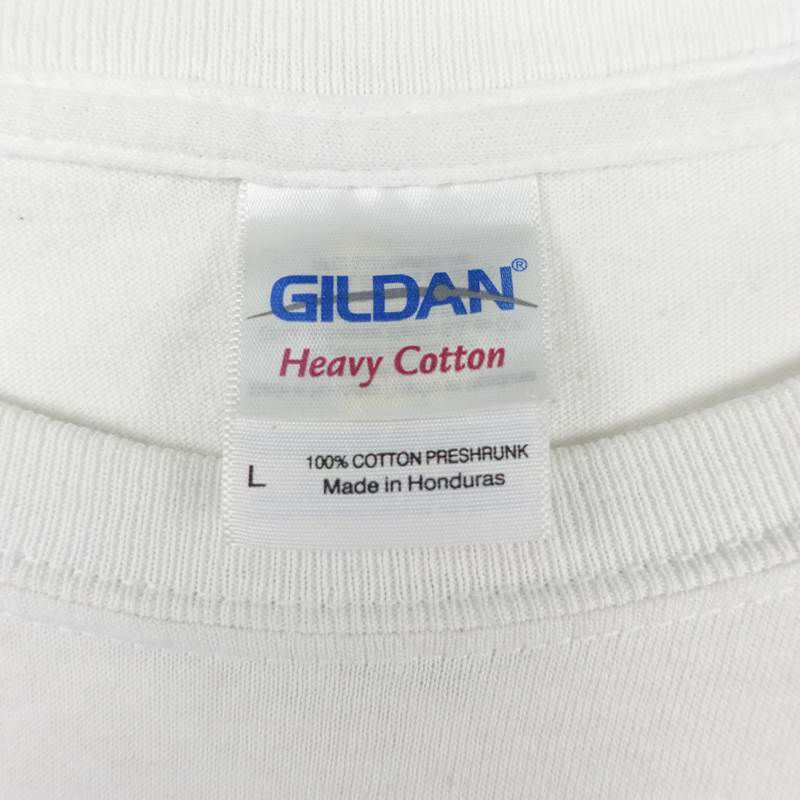 GILDAN®
Heavy Cotton
L 100% COTTON PRESHRUNK
Made in Honduras